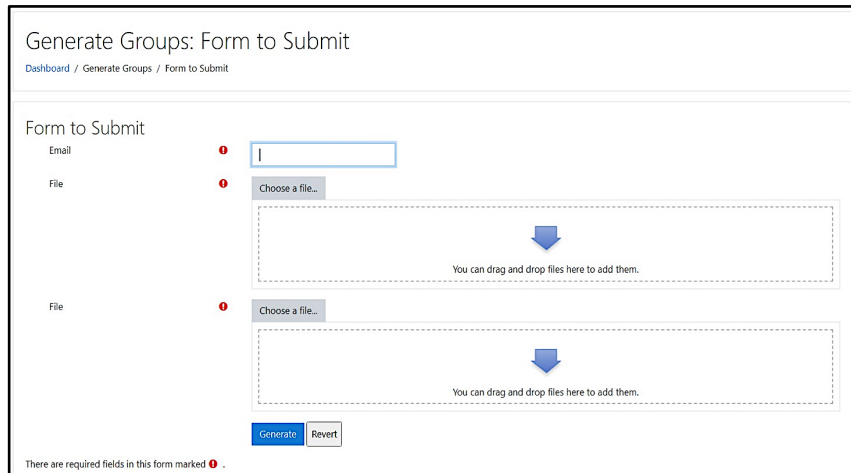 Generate Groups: Form to Submit
Dashboard / Generate Groups / Form to Submit
Form to Submit
Email
File
Choose a file...
You can drag and drop files here to add them.
File
Choose a file...
You can drag and drop files here to add them.
Generate Revert
There are required fields in this form marked .